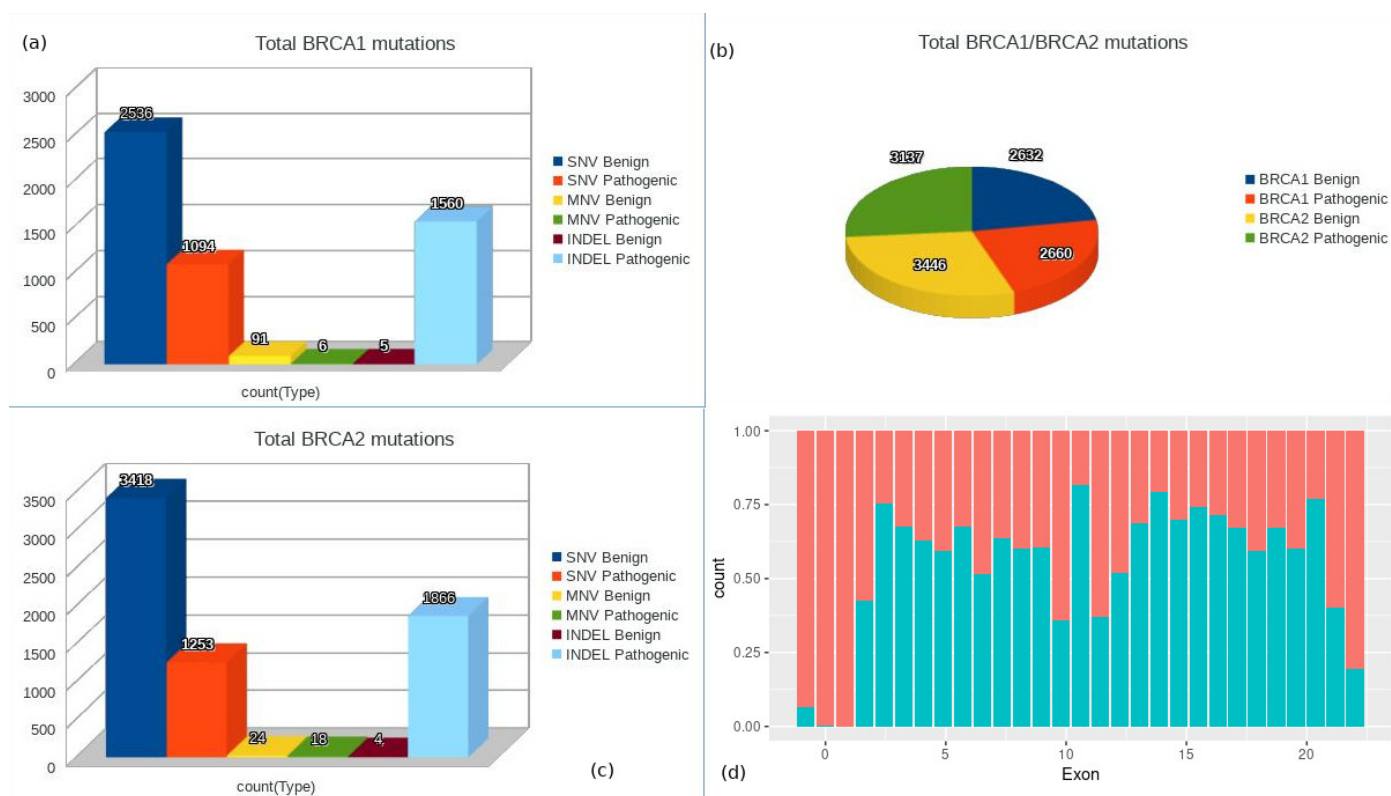 (a)
Total BRCA1 mutations
3000
2500
2000
1500
1000
500
0
2536
1094
91
6
5
1560
count(Type)
SNV Benign
SNV Pathogenic
MNV Benign
MNV Pathogenic
INDEL Benign
INDEL Pathogenic
(b)
Total BRCA1/BRCA2 mutations
3137
2632
3446
2660
BRCA1 Benign
BRCA1 Pathogenic
BRCA2 Benign
BRCA2 Pathogenic
Total BRCA2 mutations
3500
3000
2500
2000
1500
1000
500
0
3418
1253
24
18
4
1866
count(Type)
SNV Benign
SNV Pathogenic
MNV Benign
MNV Pathogenic
INDEL Benign
INDEL Pathogenic
(c)
1.00
0.75
0.50
0.25
0.00
count
0 5 10 15 20
Exon
(d)